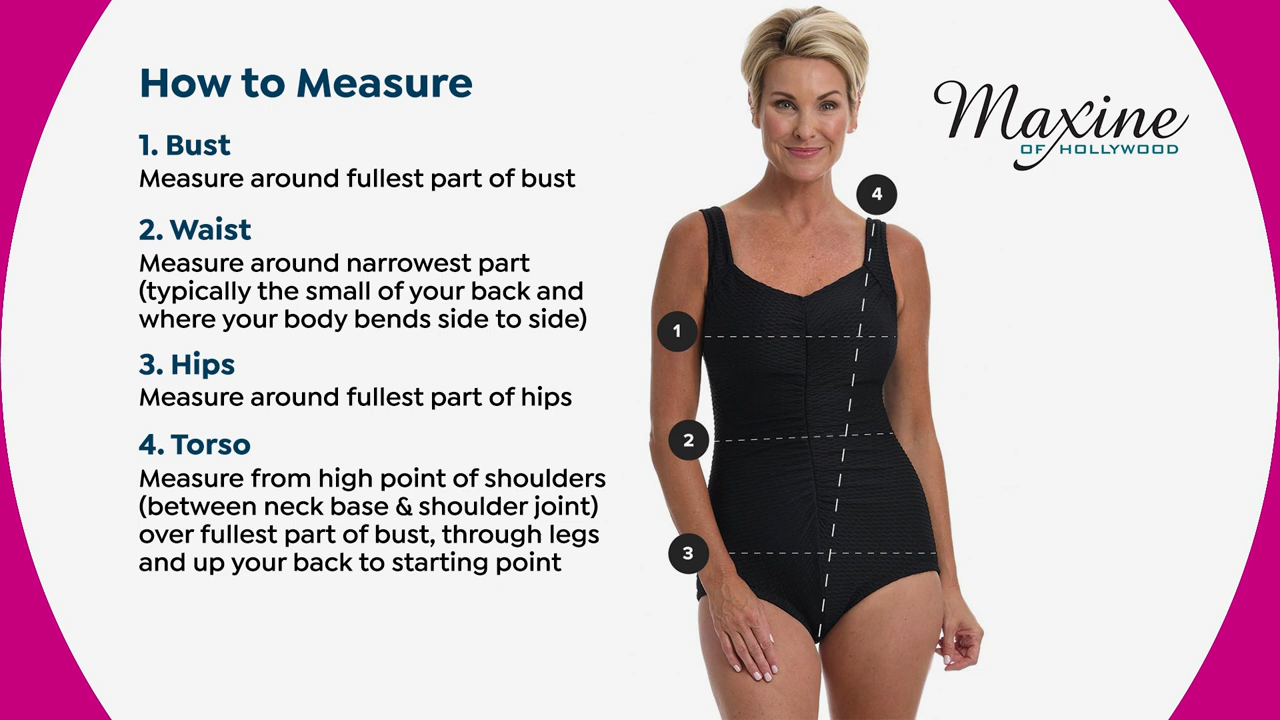 How to Measure
1. Bust
Measure around fullest part of bust
2. Waist
Measure around narrowest part
(typically the small of your back and
where your body bends side to side)
3. Hips
Measure around fullest part of hips
4. Torso
Measure from high point of shoulders
(between neck base & shoulder joint)
over fullest part of bust, through legs
and up your back to starting point
Maxine
OF HOLLYWOOD
4
1
2
3